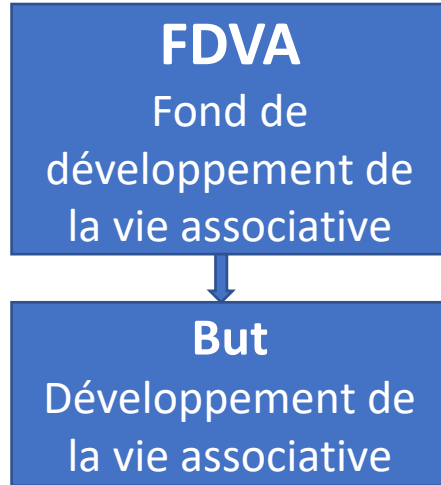 FDVA
Fond de
développement de
la vie associative
But
Développement de
la vie associative